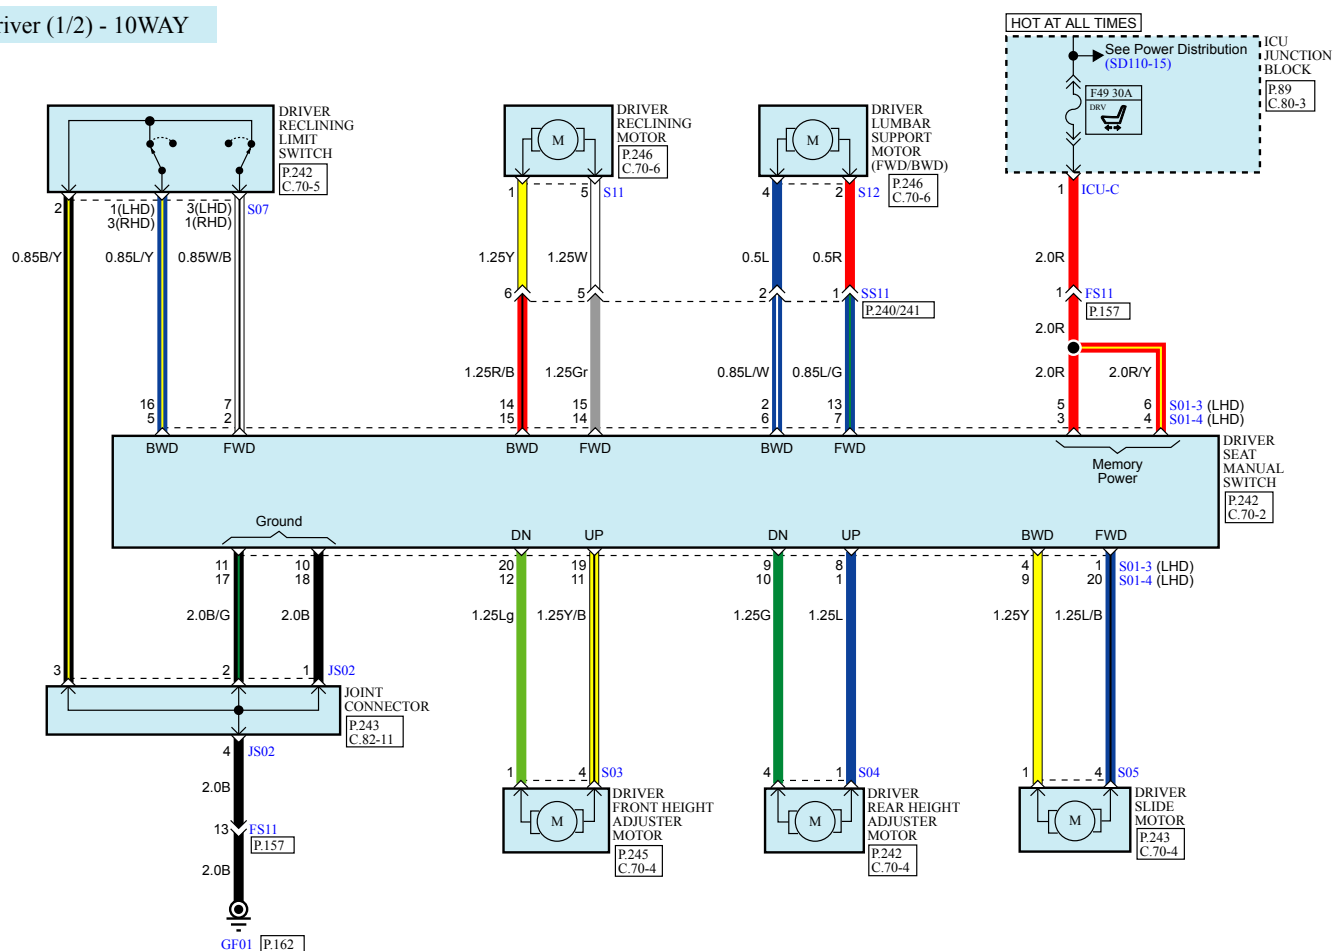 river (1/2) - 10WAY
HOT AT ALL TIMES
See Power Distribution
(SD110-15)
ICU
JUNCTION
BLOCK
P.89
C.80-3
F49 30A
DRV
DRIVER
RECLINING
LIMIT
SWITCH
P.242
C.70-5
M
DRIVER
RECLINING
MOTOR
P.246
C.70-6
M
DRIVER
LUMBAR
SUPPORT
MOTOR
(FWD/BWD)
P.246
C.70-6
2
1(LHD)
3(RHD)
3(LHD)
1(RHD)
S07
1
5
S11
4
2
S12
1
ICU-C
0.85B/Y
0.85L/Y
0.85W/B
1.25Y
1.25W
0.5L
0.5R
2.0R
6
5
2
1
SS11
P.240/241
1
FS11
P.157
2.0R
1.25R/B
1.25Gr
0.85L/W
0.85L/G
2.0R
2.0R/Y
16
7
14
15
2
13
5
6
S01-3 (LHD)
5
2
15
14
6
7
3
4
S01-4 (LHD)
BWD
FWD
BWD
FWD
BWD
FWD
Memory
Power
DRIVER
SEAT
MANUAL
SWITCH
P.242
C.70-2
Ground
DN
UP
DN
UP
BWD
FWD
11
10
20
19
9
8
4
1
S01-3 (LHD)
17
18
12
11
10
1
9
20
S01-4 (LHD)
2.0B/G
2.0B
1.25Lg
1.25Y/B
1.25G
1.25L
1.25Y
1.25L/B
3
2
1
JS02
JOINT
CONNECTOR
P.243
C.82-11
4
JS02
2.0B
13
FS11
P.157
2.0B
GF01
P.162
1
4
S03
M
DRIVER
FRONT HEIGHT
ADJUSTER
MOTOR
P.245
C.70-4
4
1
S04
M
DRIVER
REAR HEIGHT
ADJUSTER
MOTOR
P.242
C.70-4
1
4
S05
M
DRIVER
SLIDE
MOTOR
P.243
C.70-4